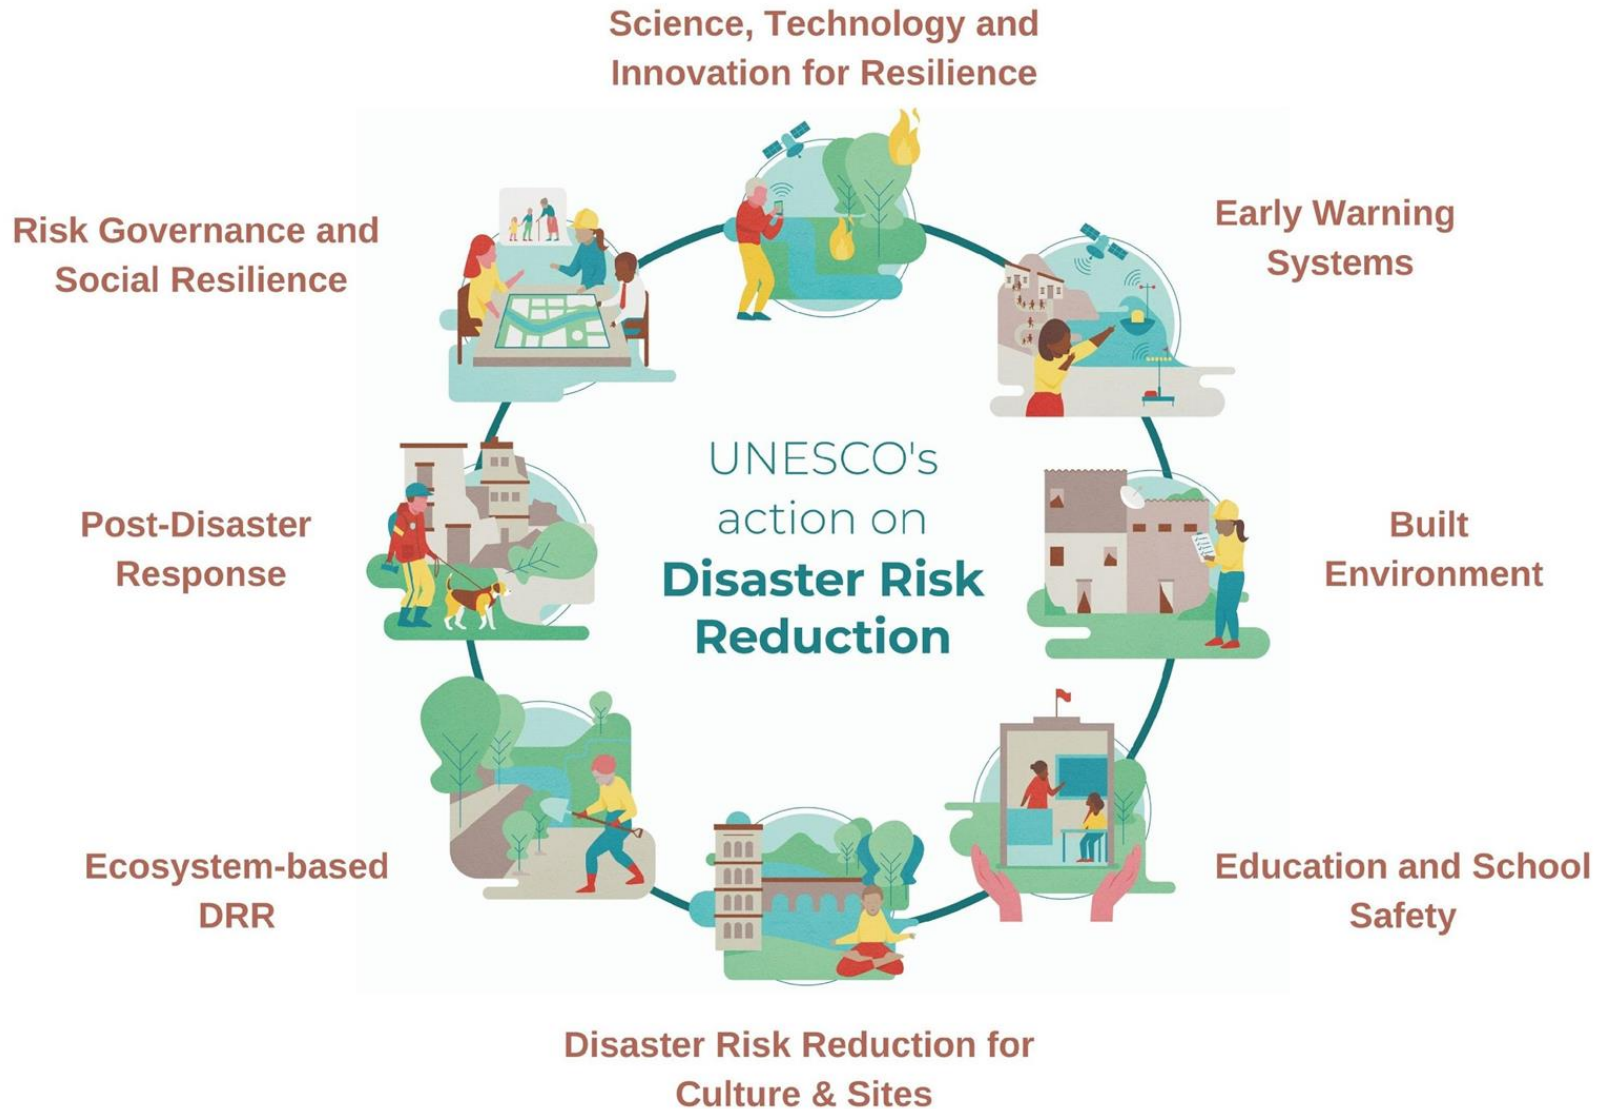 Science, Technology and
Innovation for Resilience
Risk Governance and
Social Resilience
Early Warning
Systems
UNESCO's
action on
Disaster Risk
Reduction
Post-Disaster
Response
Built
Environment
Ecosystem-based
DRR
Education and School
Safety
Disaster Risk Reduction for
Culture & Sites